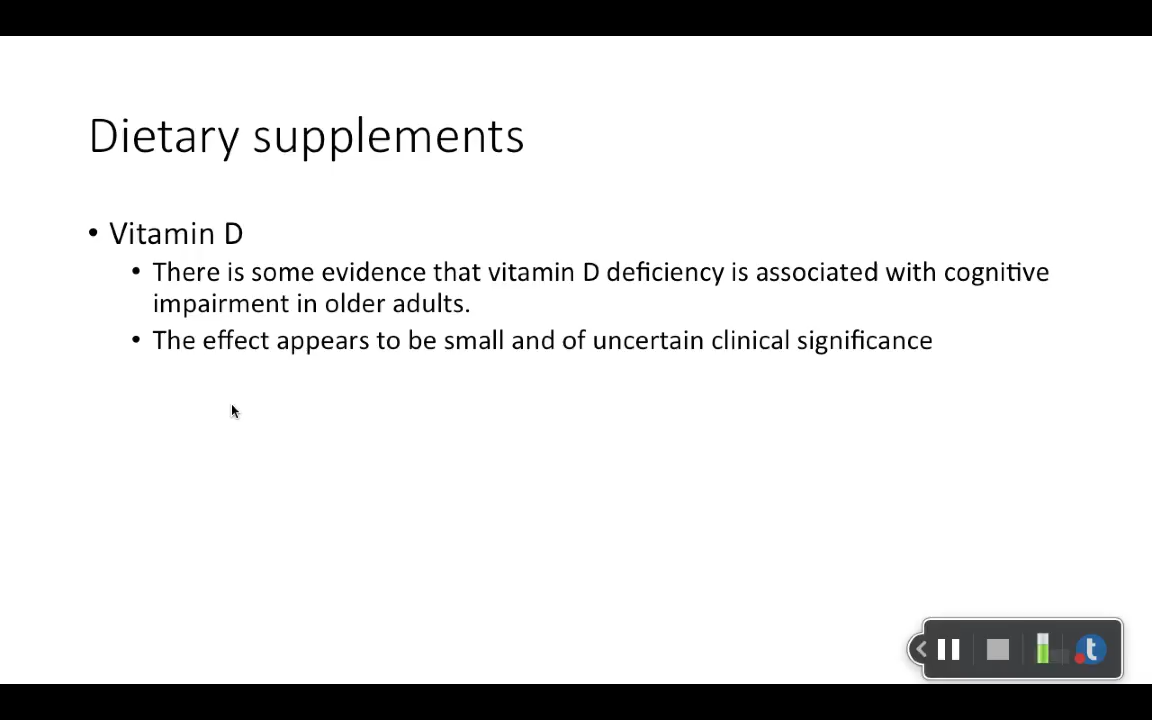 Dietary supplements
• Vitamin D
• There is some evidence that vitamin D deficiency is associated with cognitive
impairment in older adults.
• The effect appears to be small and of uncertain clinical significance
t